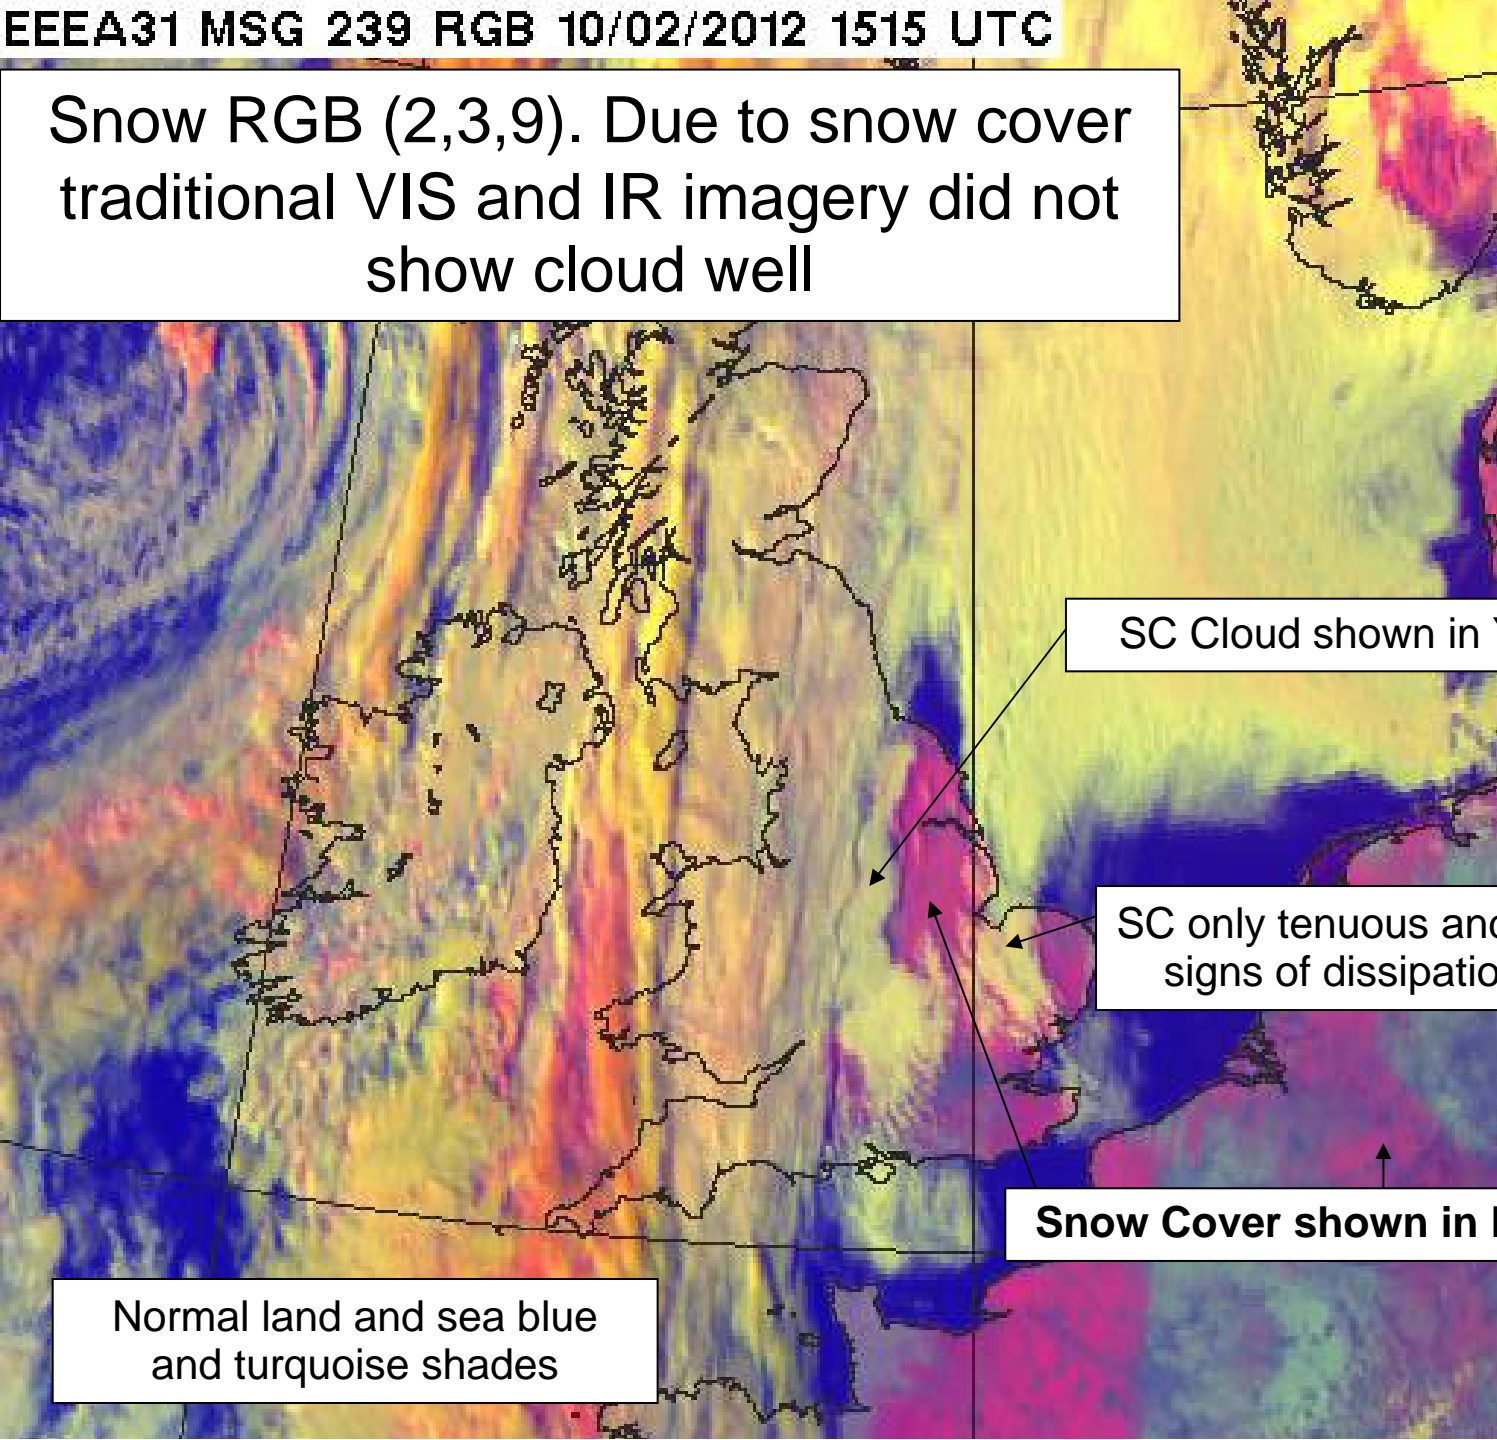 EEEA31 MSG 239 RGB 10/02/2012 1515 UTC
Snow RGB (2,3,9). Due to snow cover
traditional VIS and IR imagery did not
show cloud well
SC Cloud shown in
SC only tenuous and
signs of
Snow Cover shown in
Normal land and sea blue
and turquoise shades